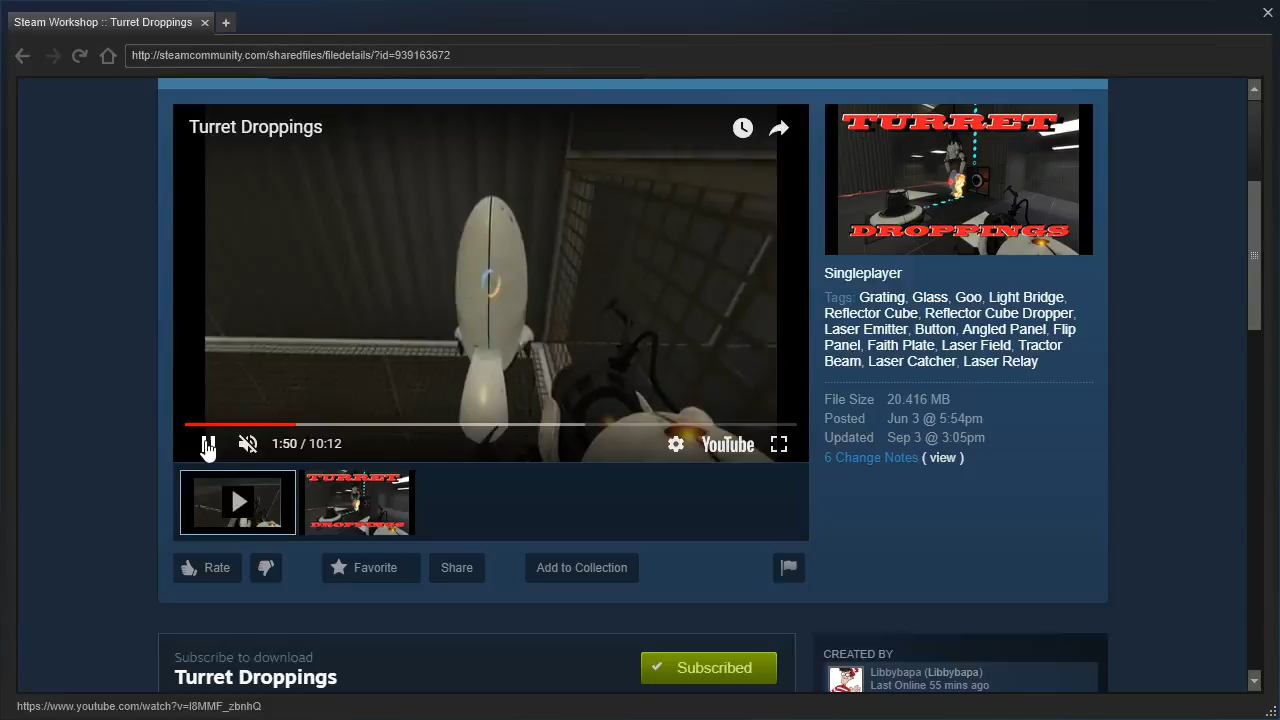 Steam Workshop :: Turret Droppings
http://steamcommunity.com/sharedfiles/filedetails/?id=939163672
Turret Droppings
1:50 / 10:12
YouTube
TURRET
DROPPINGS
Singleplayer
Tags: Grating, Glass, Goo, Light Bridge,
Reflector Cube, Reflector Cube Dropper,
Laser Emitter, Button, Angled Panel, Flip
Panel, Faith Plate, Laser Field, Tractor
Beam, Laser Catcher, Laser Relay
File Size 20.416 MB
Posted Jun 3 @ 5:54pm
Updated Sep 3 @ 3:05pm
6 Change Notes ( view )
TURRET
DROPPINGS
Rate
Favorite
Share
Add to Collection
Subscribe to download
Turret Droppings
Subscribed
CREATED BY
Libbybapa (Libbybapa)
Last Online 55 mins ago
https://www.youtube.com/watch?v=l8MMF_zbnhQ